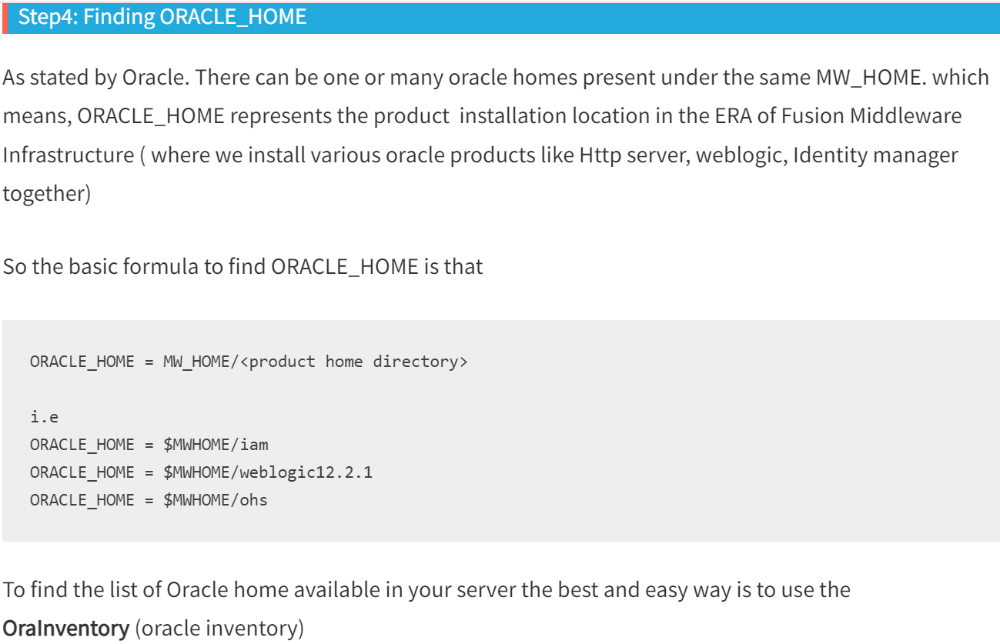 Step4: Finding ORACLE_HOME
As stated by Oracle. There can be one or many oracle homes present under the same MW_HOME. which
means, ORACLE_HOME represents the product  installation location in the ERA of Fusion Middleware
Infrastructure ( where we install various oracle products like Http server, weblogic, Identity manager
together)
So the basic formula to find ORACLE_HOME is that
ORACLE_HOME = MW_HOME/<product home directory>
i.e
ORACLE_HOME = $MWHOME/iam
ORACLE_HOME = $MWHOME/weblogic12.2.1
ORACLE_HOME = $MWHOME/ohs
To find the list of Oracle home available in your server the best and easy way is to use the
OraInventory (oracle inventory)